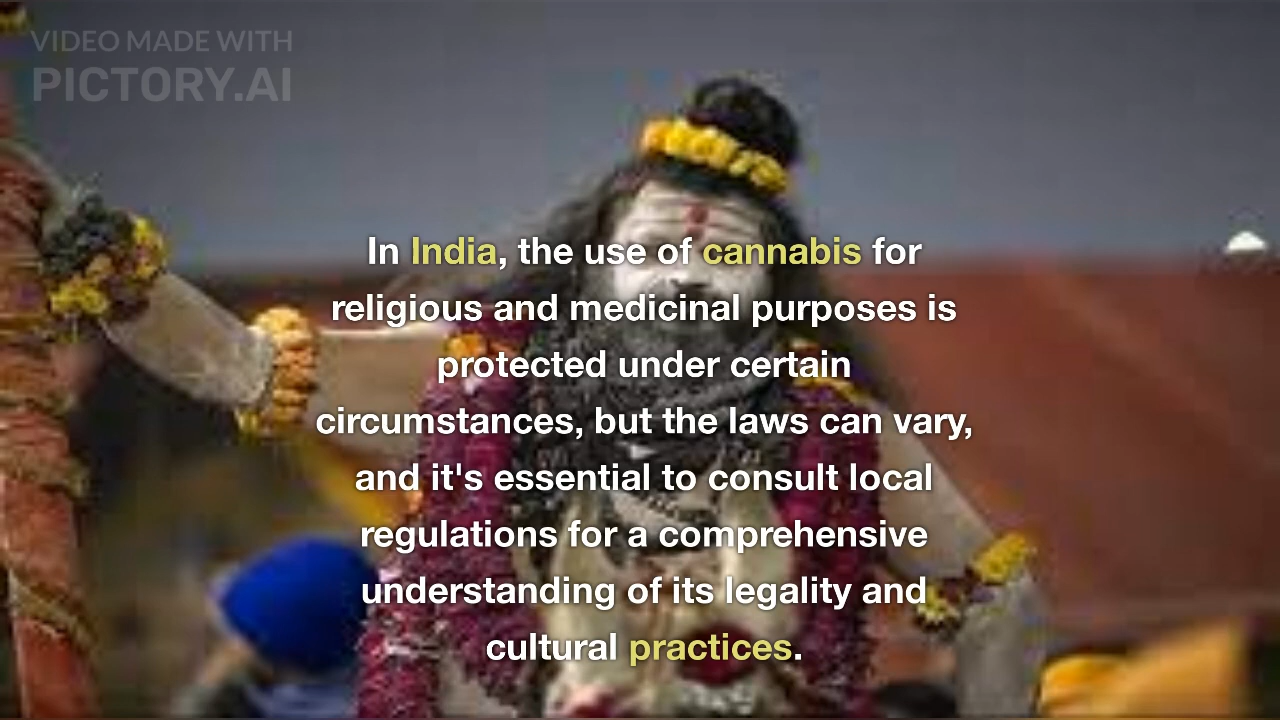 VIDEO MADE WITH
PICTORY.AI
In India, the use of cannabis for
religious and medicinal purposes is
protected under certain
circumstances, but the laws can vary,
and it's essential to consult local
regulations for a comprehensive
understanding of its legality and
cultural practices.